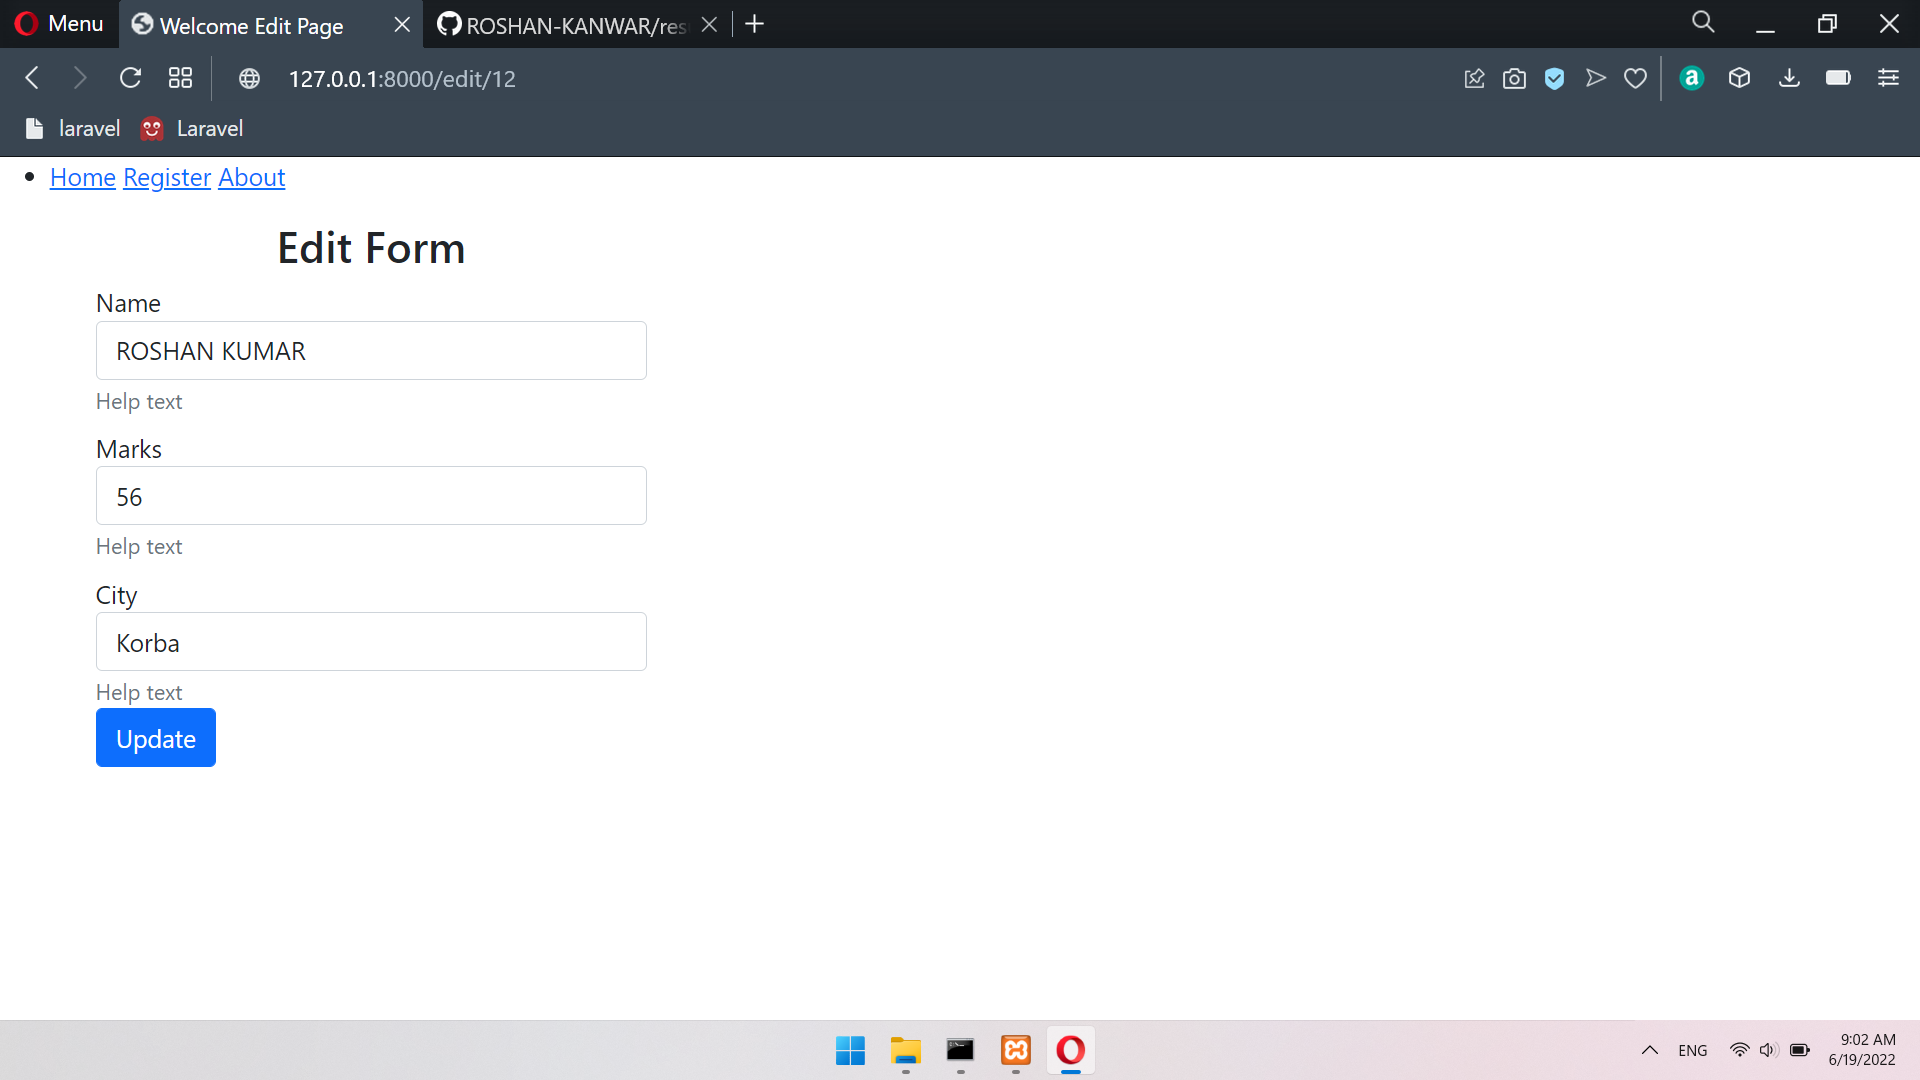 Menu
Welcome Edit Page
ROSHAN-KANWAR/res
127.0.0.1:8000/edit/12
laravel
Laravel
Home Register About
Edit Form
Name
ROSHAN KUMAR
Help text
Marks
56
Help text
City
Korba
Help text
Update
ENG
9:02 AM
6/19/2022